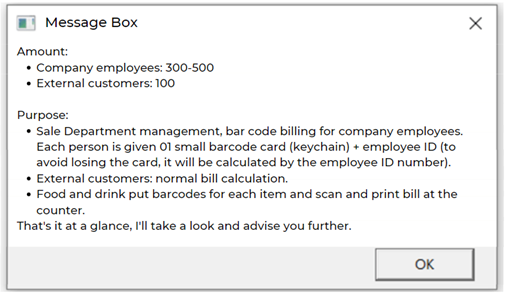 Message Box
Amount:
• Company employees: 300-500
• External customers: 100
Purpose:
• Sale Department management, bar code billing for company employees.
Each person is given 01 small barcode card (keychain) + employee ID (to
avoid losing the card, it will be calculated by the employee ID number).
• External customers: normal bill calculation.
• Food and drink put barcodes for each item and scan and print bill at the
counter.
That's it at a glance, I'll take a look and advise you further.
OK